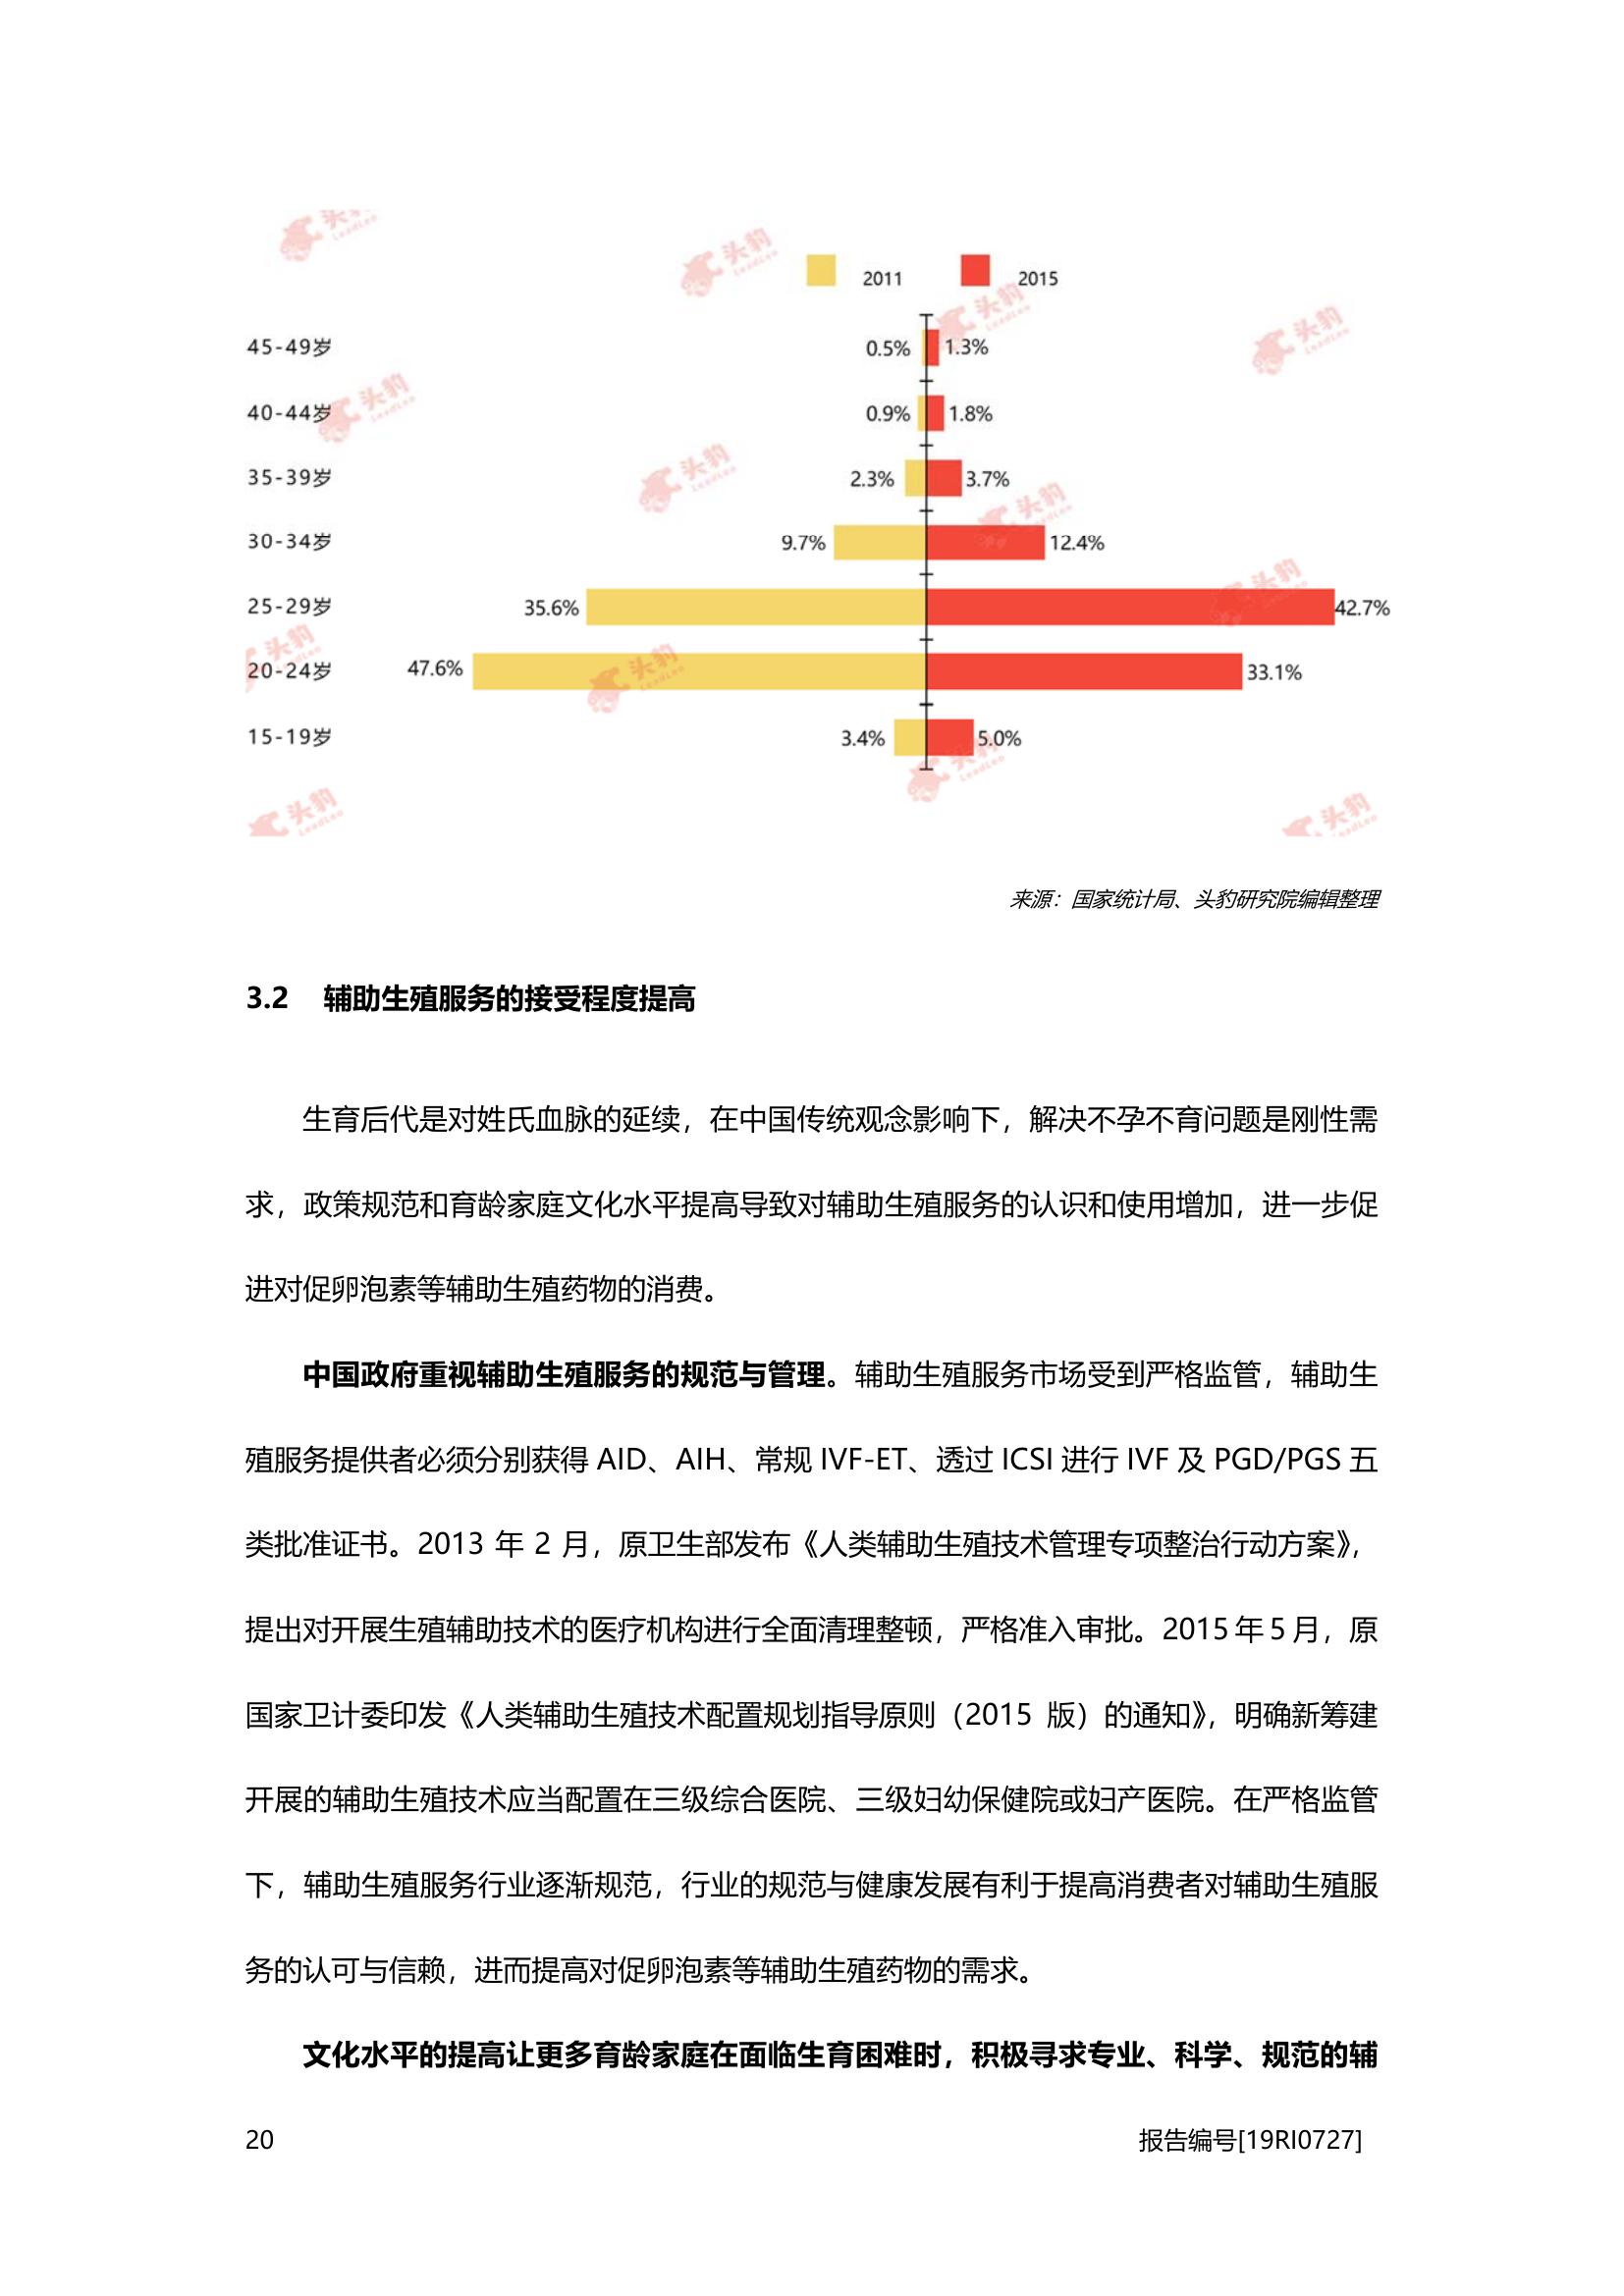 2011 2015
45-49岁 0.5% 1.3%
40-44岁 0.9% 1.8%
35-39岁 2.3% 3.7%
30-34岁 9.7% 12.4%
25-29岁 35.6% 42.7%
20-24岁 47.6% 33.1%
15-19岁 3.4% 5.0%
头豹
LeadLeo
来源：国家统计局、头豹研究院编辑整理
3.2 辅助生殖服务的接受程度提高
生育后代是对姓氏血脉的延续，在中国传统观念影响下，解决不孕不育问题是刚性需
求，政策规范和育龄家庭文化水平提高导致对辅助生殖服务的认识和使用增加，进一步促
进对促卵泡素等辅助生殖药物的消费。
中国政府重视辅助生殖服务的规范与管理。辅助生殖服务市场受到严格监管，辅助生
殖服务提供者必须分别获得 AID、AIH、常规 IVF-ET、透过 ICSI 进行 IVF 及 PGD/PGS 五
类批准证书。2013 年 2 月，原卫生部发布《人类辅助生殖技术管理专项整治行动方案》，
提出对开展生殖辅助技术的医疗机构进行全面清理整顿，严格准入审批。2015 年 5 月，原
国家卫计委印发《人类辅助生殖技术配置规划指导原则（2015 版）的通知》，明确新筹建
开展的辅助生殖技术应当配置在三级综合医院、三级妇幼保健院或妇产医院。在严格监管
下，辅助生殖服务行业逐渐规范，行业的规范与健康发展有利于提高消费者对辅助生殖服
务的认可与信赖，进而提高对促卵泡素等辅助生殖药物的需求。
文化水平的提高让更多育龄家庭在面临生育困难时，积极寻求专业、科学、规范的辅
20 报告编号[19RI0727]